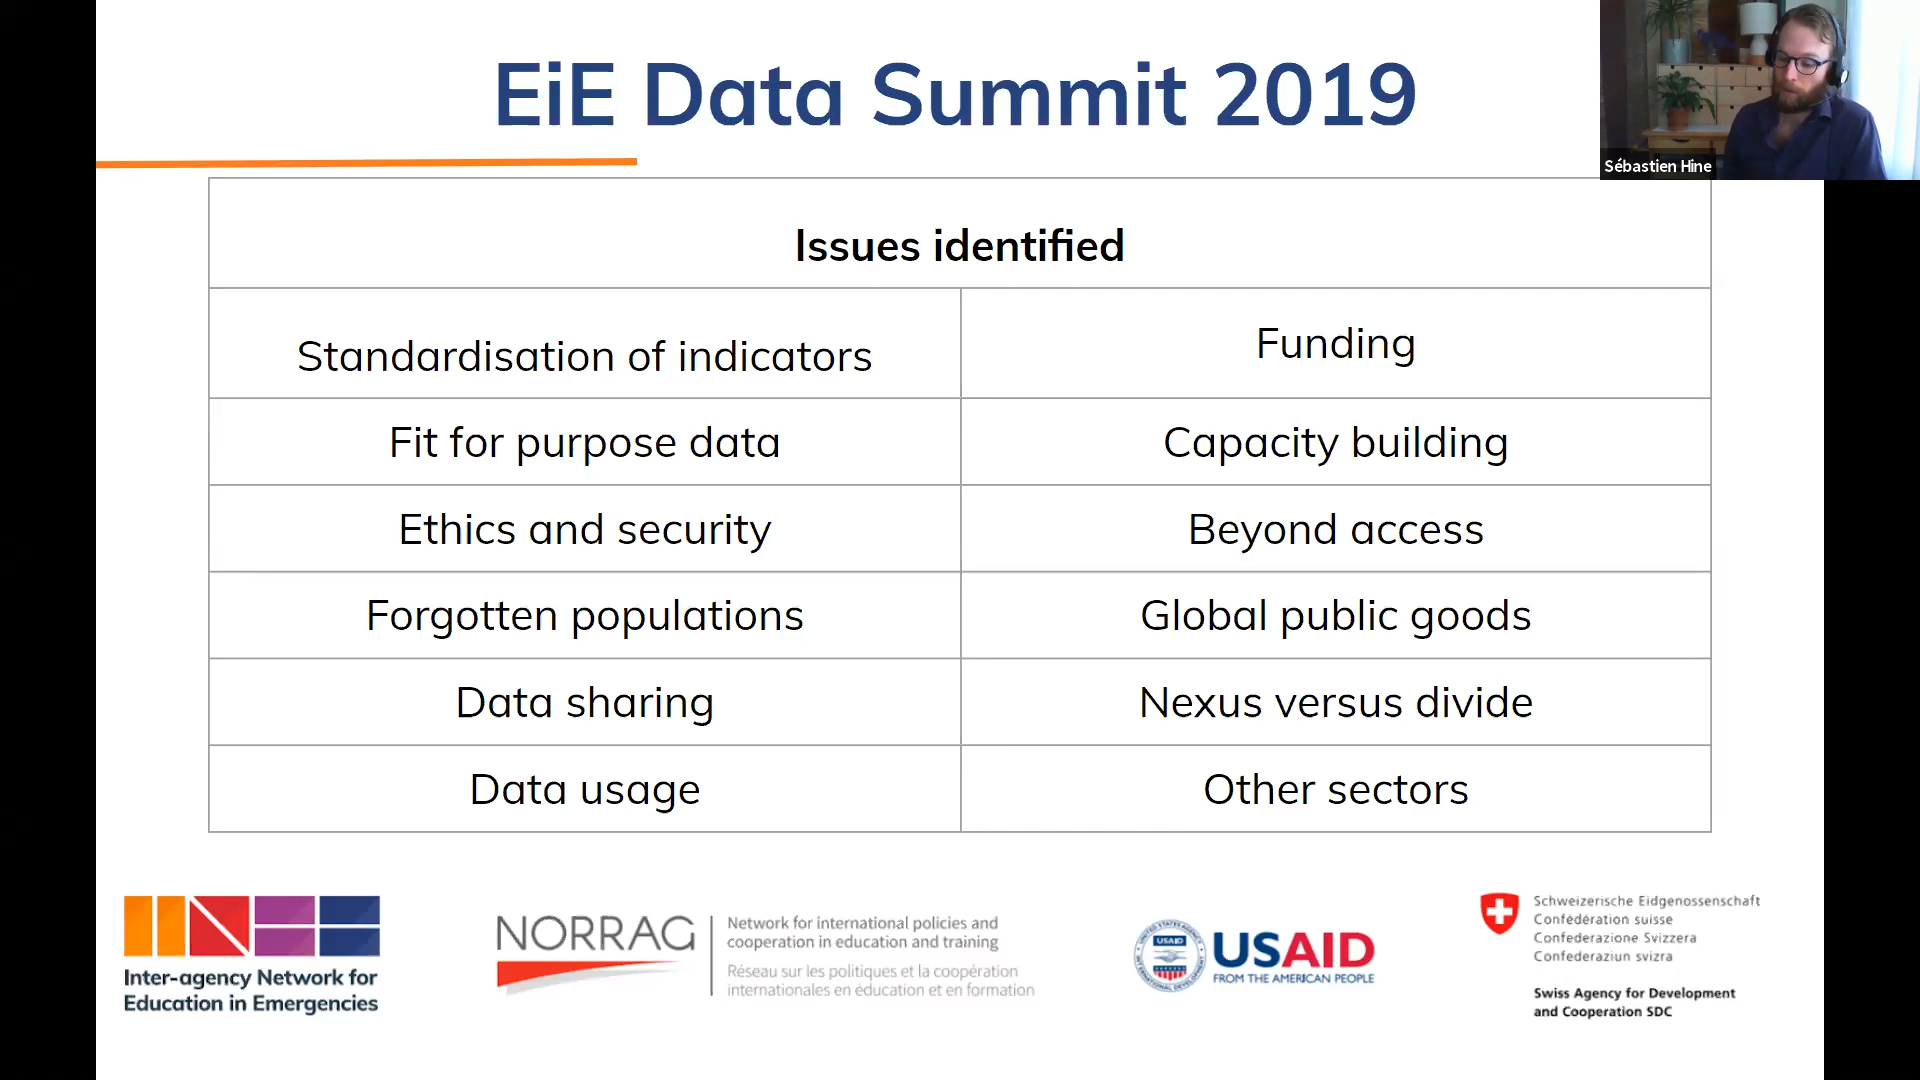 EiE Data Summit 2019
Sébastien Hine
Issues identified
Standardisation of indicators
Funding
Fit for purpose data
Capacity building
Ethics and security
Beyond access
Forgotten populations
Global public goods
Data sharing
Nexus versus divide
Data usage
Other sectors
INEE
Inter-agency Network for
Education in Emergencies
NORRAG
Network for international policies and
cooperation in education and training
Réseau sur les politiques et la coopération
internationales en éducation et en formation
USAID
USAID
FROM THE AMERICAN PEOPLE
Schweizerische Eidgenossenschaft
Confédération suisse
Confederazione Svizzera
Confederaziun svizra
Swiss Agency for Development
and Cooperation SDC